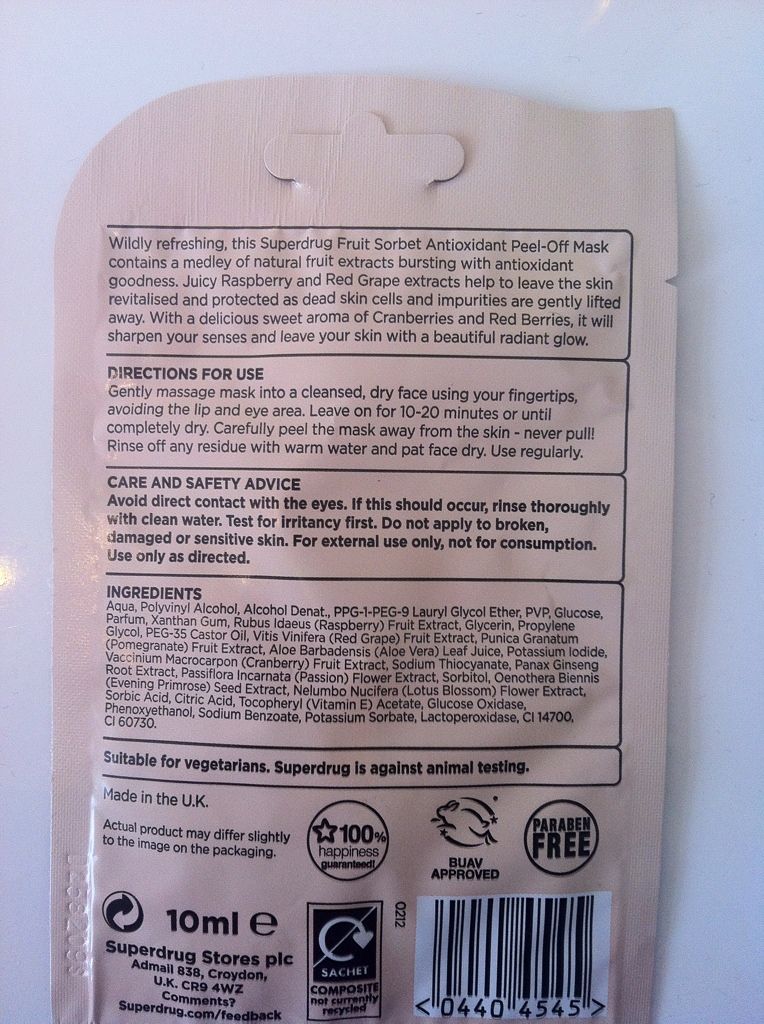 Wildly refreshing, this Superdrug Fruit Sorbet Antioxidant Peel-Off Mask
contains a medley of natural fruit extracts bursting with antioxidant
goodness. Juicy Raspberry and Red Grape extracts help to leave the skin
revitalised and protected as dead skin cells and impurities are gently lifted
away. With a delicious sweet aroma of Cranberries and Red Berries, it will
sharpen your senses and leave your skin with a beautiful radiant glow.
DIRECTIONS FOR USE
Gently massage mask into a cleansed, dry face using your fingertips,
avoiding the lip and eye area. Leave on for 10-20 minutes or until
completely dry. Carefully peel the mask away from the skin - never pull!
Rinse off any residue with warm water and pat face dry. Use regularly.
CARE AND SAFETY ADVICE
Avoid direct contact with the eyes. If this should occur, rinse thoroughly
with clean water. Test for irritancy first. Do not apply to broken,
damaged or sensitive skin. For external use only, not for consumption.
Use only as directed.
INGREDIENTS
Aqua, Polyvinyl Alcohol, Alcohol Denat., PPG-1-PEG-9 Lauryl Glycol Ether, PVP, Glucose,
Parfum, Xanthan Gum, Rubus Idaeus (Raspberry) Fruit Extract, Glycerin, Propylene
Glycol, PEG-35 Castor Oil, Vitis Vinifera (Red Grape) Fruit Extract, Punica Granatum
(Pomegranate) Fruit Extract, Aloe Barbadensis (Aloe Vera) Leaf Juice, Potassium Iodide,
Vaccinium Macrocarpon (Cranberry) Fruit Extract, Sodium Thiocyanate, Panax Ginseng
Root Extract, Passiflora Incarnata (Passion) Flower Extract, Sorbitol, Oenothera Biennis
(Evening Primrose) Seed Extract, Nelumbo Nucifera (Lotus Blossom) Flower Extract,
Sorbic Acid, Citric Acid, Tocopheryl (Vitamin E) Acetate, Glucose Oxidase,
Phenoxyethanol, Sodium Benzoate, Potassium Sorbate, Lactoperoxidase, CI 14700,
CI 60730.
Suitable for vegetarians. Superdrug is against animal testing.
Made in the U.K.
Actual product may differ slightly
to the image on the packaging.
100%
happiness
guaranteed!
BUAV
APPROVED
PARABEN
FREE
10ml e
Superdrug Stores plc
Admail 838, Croydon,
U.K. CR9 4WZ
Comments?
Superdrug.com/feedback
SACHET
COMPOSITE
not currently
recycled
0212
<0440 4545>